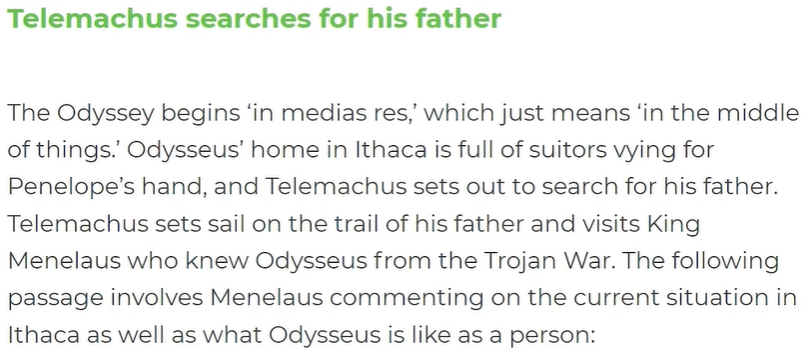 Telemachus searches for his father
The Odyssey begins ‘in medias res,’ which just means ‘in the middle
of things.’ Odysseus’ home in Ithaca is full of suitors vying for
Penelope’s hand, and Telemachus sets out to search for his father.
Telemachus sets sail on the trail of his father and visits King
Menelaus who knew Odysseus from the Trojan War. The following
passage involves Menelaus commenting on the current situation in
Ithaca as well as what Odysseus is like as a person: